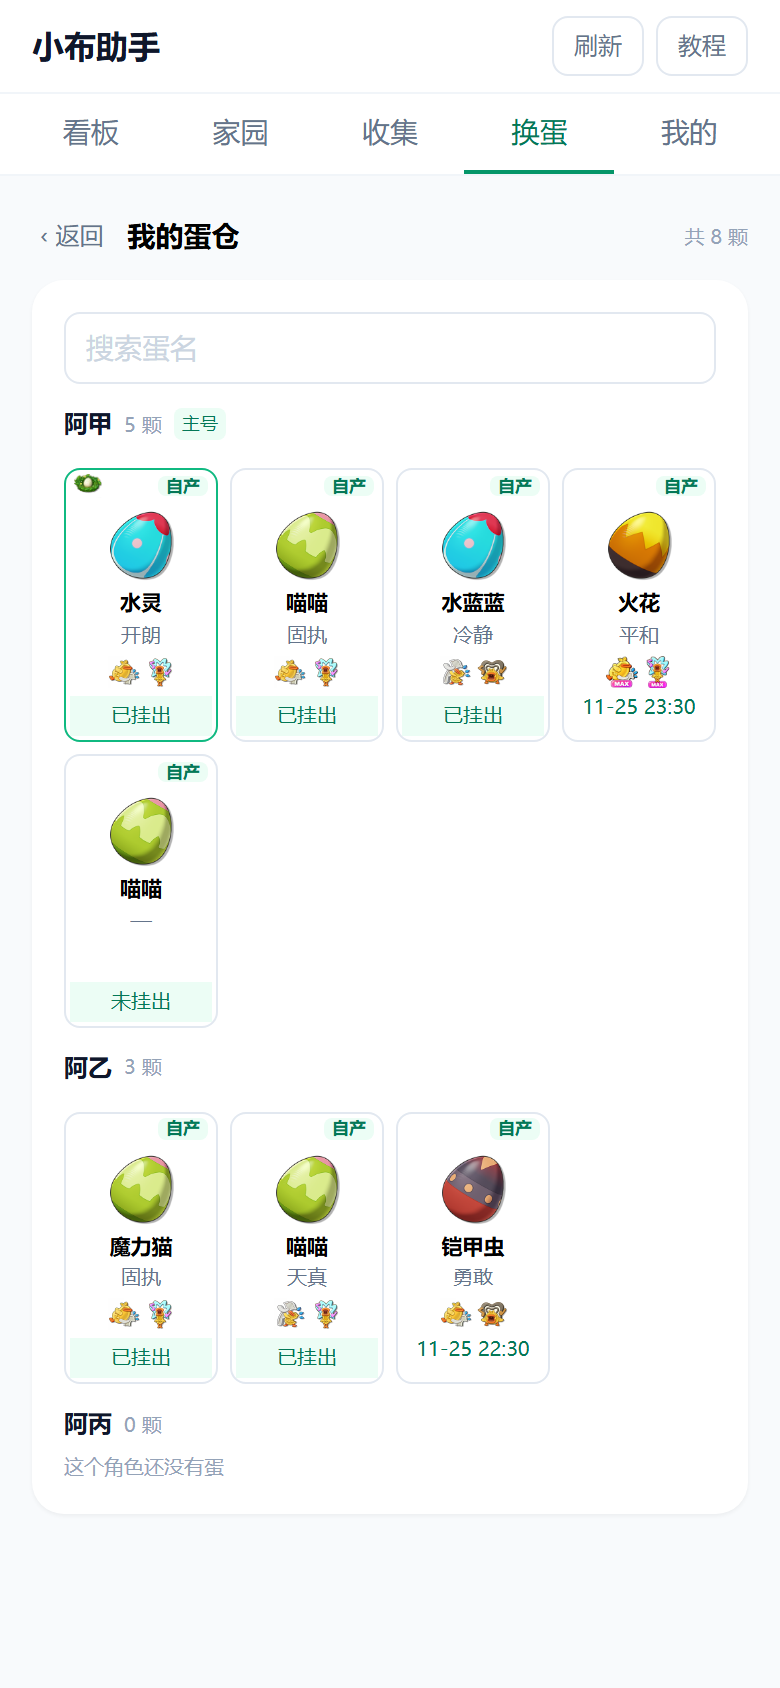 小布助手
刷新
教程
看板 家园 收集 换蛋 我的
‹ 返回 我的蛋仓 共 8 颗
搜索蛋名
阿甲 5 颗 主号
自产 自产 自产 自产
水灵 喵喵 水蓝蓝 火花
开朗 固执 冷静 平和
MAX MAX
已挂出 已挂出 已挂出 11-25 23:30
自产
喵喵
—
未挂出
阿乙 3 颗
自产 自产 自产
魔力猫 喵喵 铠甲虫
固执 天真 勇敢
已挂出 已挂出 11-25 22:30
阿丙 0 颗
这个角色还没有蛋